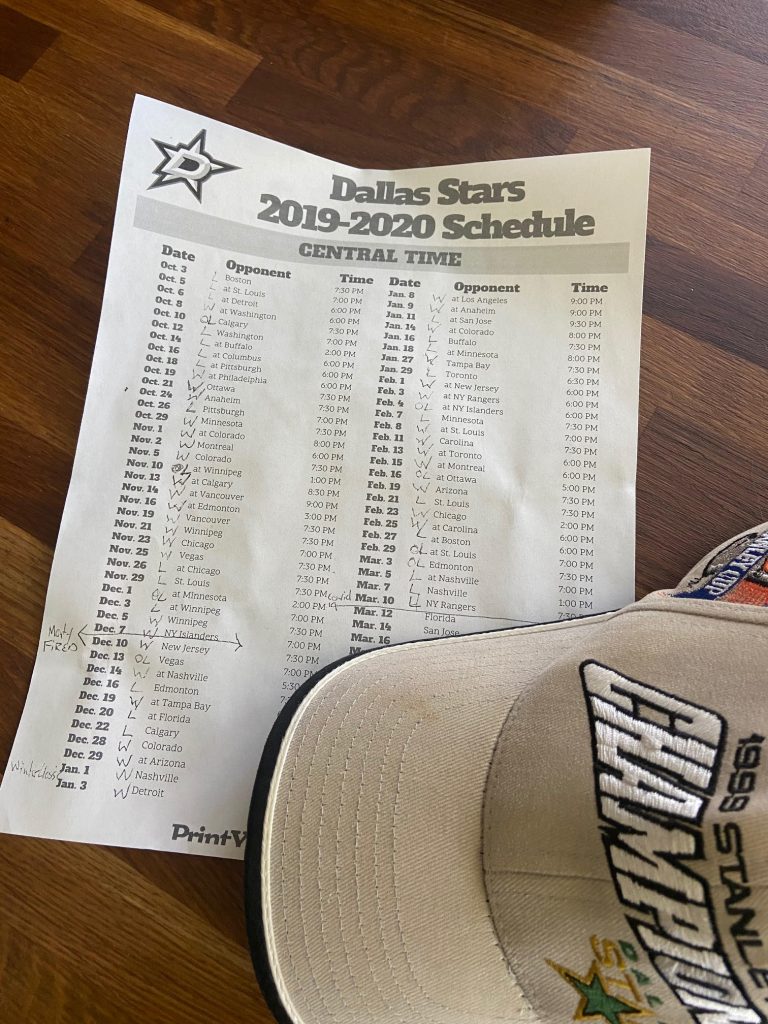 Dallas Stars
2019-2020 Schedule
CENTRAL TIME
Date Opponent Time
Oct. 3 L Boston 7:30 PM
Oct. 5 L at St. Louis 7:00 PM
Oct. 6 L at Detroit 6:00 PM
Oct. 8 W at Washington 6:00 PM
Oct. 10 OL Calgary 7:30 PM
Oct. 12 L Washington 7:00 PM
Oct. 14 L at Buffalo 2:00 PM
Oct. 16 L at Columbus 6:00 PM
Oct. 18 L at Pittsburgh 6:00 PM
Oct. 19 W at Philadelphia 6:00 PM
Oct. 21 W Ottawa 7:30 PM
Oct. 24 W Anaheim 7:30 PM
Oct. 26 L Pittsburgh 7:00 PM
Oct. 29 W Minnesota 7:30 PM
Nov. 1 W at Colorado 8:00 PM
Nov. 2 W Montreal 6:00 PM
Nov. 5 W Colorado 7:30 PM
Nov. 10 OL at Winnipeg 1:00 PM
Nov. 13 W at Calgary 8:30 PM
Nov. 14 W at Vancouver 9:00 PM
Nov. 16 W at Edmonton 3:00 PM
Nov. 19 W Vancouver 7:30 PM
Nov. 21 W Winnipeg 7:30 PM
Nov. 23 W Chicago 7:00 PM
Nov. 25 W Vegas 7:30 PM
Nov. 26 L at Chicago 7:30 PM
Nov. 29 L St. Louis 7:30 PM
Dec. 1 OL at Minnesota 2:00 PM
Dec. 3 L at Winnipeg 7:00 PM
Dec. 5 W Winnipeg 7:30 PM
Dec. 7 W NY Islanders 7:00 PM
Monty FIRED
Dec. 10 W New Jersey 7:30 PM
Dec. 13 OL Vegas 7:00 PM
Dec. 14 W at Nashville
Dec. 16 L Edmonton
Dec. 19 W at Tampa Bay
Dec. 20 L at Florida
Dec. 22 L Calgary
Dec. 28 W Colorado
Dec. 29 W at Arizona
Winterclassic Jan. 1 W Nashville
Jan. 3 W Detroit
Date Opponent Time
Jan. 8 W at Los Angeles 9:00 PM
Jan. 9 W at Anaheim 9:00 PM
Jan. 11 L at San Jose 9:30 PM
Jan. 14 W at Colorado 8:00 PM
Jan. 16 L Buffalo 7:30 PM
Jan. 18 L at Minnesota 8:00 PM
Jan. 27 W Tampa Bay 7:30 PM
Jan. 29 L Toronto 7:30 PM
Feb. 1 W at New Jersey 6:30 PM
Feb. 3 W at NY Rangers 6:00 PM
Feb. 4 OL at NY Islanders 6:00 PM
Feb. 7 L Minnesota 7:30 PM
Feb. 8 W at St. Louis 7:00 PM
Feb. 11 W Carolina 7:30 PM
Feb. 13 W at Toronto 6:00 PM
Feb. 15 W at Montreal 6:00 PM
Feb. 16 OL at Ottawa 5:00 PM
Feb. 19 W Arizona 7:30 PM
Feb. 21 L St. Louis 7:30 PM
Feb. 23 W Chicago 2:00 PM
Feb. 25 W at Carolina 6:00 PM
Feb. 27 L at Boston 6:00 PM
Feb. 29 OL at St. Louis 7:00 PM
Mar. 3 OL Edmonton 7:30 PM
Mar. 5 L at Nashville 7:00 PM
Mar. 7 L Nashville 1:00 PM
Mar. 10 L NY Rangers
covid 19
Mar. 12 Florida
Mar. 14 San Jose
Mar. 16
PrintY
STANLEY CUP
CHAMPION
1999 STANLE
DAL
ST